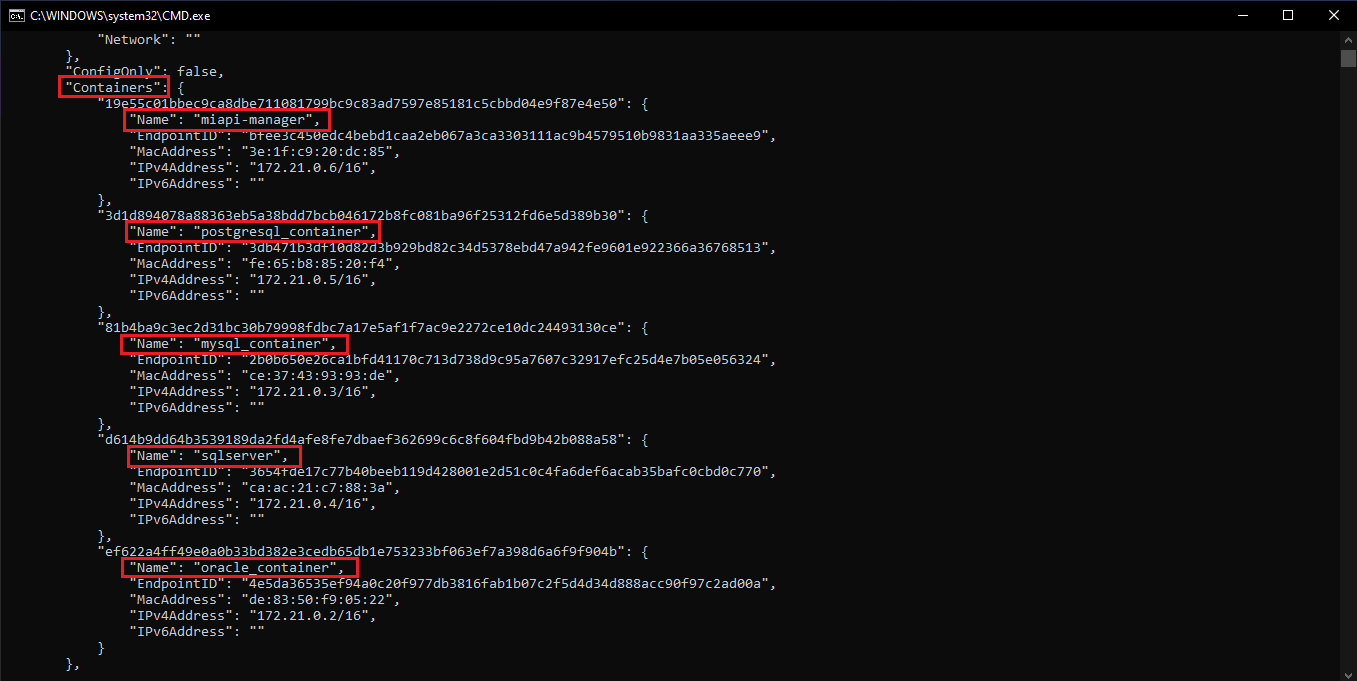 C:\WINDOWS\system32\CMD.exe
"Network": ""
},
"ConfigOnly": false,
"Containers": {
"19e55c01bbec9ca8dbe711081799bc9c83ad7597e85181c5cbbd04e9f87e4e50": {
"Name": "miapi-manager",
"EndpointID": "bfee3c450edc4bebd1caa2eb067a3ca3303111ac9b4579510b9831aa335aeee9",
"MacAddress": "3e:1f:c9:20:dc:85",
"IPv4Address": "172.21.0.6/16",
"IPv6Address": ""
},
"3d1d894078a88363eb5a38bdd7bcb046172b8fc081ba96f25312fd6e5d389b30": {
"Name": "postgresql_container",
"EndpointID": "3db471b3df10d82d3b929bd82c34d5378ebd47a942fe9601e922366a36768513",
"MacAddress": "fe:65:b8:85:20:f4",
"IPv4Address": "172.21.0.5/16",
"IPv6Address": ""
},
"81b4ba9c3ec2d31bc30b79998fdbc7a17e5af1f7ac9e2272ce10dc24493130ce": {
"Name": "mysql_container",
"EndpointID": "2b0b650e26ca1bfd41170c713d738d9c95a7607c32917efc25d4e7b05e056324",
"MacAddress": "ce:37:43:93:93:de",
"IPv4Address": "172.21.0.3/16",
"IPv6Address": ""
},
"d614b9dd64b3539189da2fd4afe8fe7dbaef362699c6c8f604fbd9b42b088a58": {
"Name": "sqlserver",
"EndpointID": "3654fde17c77b40beeb119d428001e2d51c0c4fa6def6acab35bafc0cbd0c770",
"MacAddress": "ca:ac:21:c7:88:3a",
"IPv4Address": "172.21.0.4/16",
"IPv6Address": ""
},
"ef622a4ff49e0a0b33bd382e3cedb65db1e753233bf063ef7a398d6a6f9f904b": {
"Name": "oracle_container",
"EndpointID": "4e5da36535ef94a0c20f977db3816fab1b07c2f5d4d34d888acc90f97c2ad00a",
"MacAddress": "de:83:50:f9:05:22",
"IPv4Address": "172.21.0.2/16",
"IPv6Address": ""
}
},